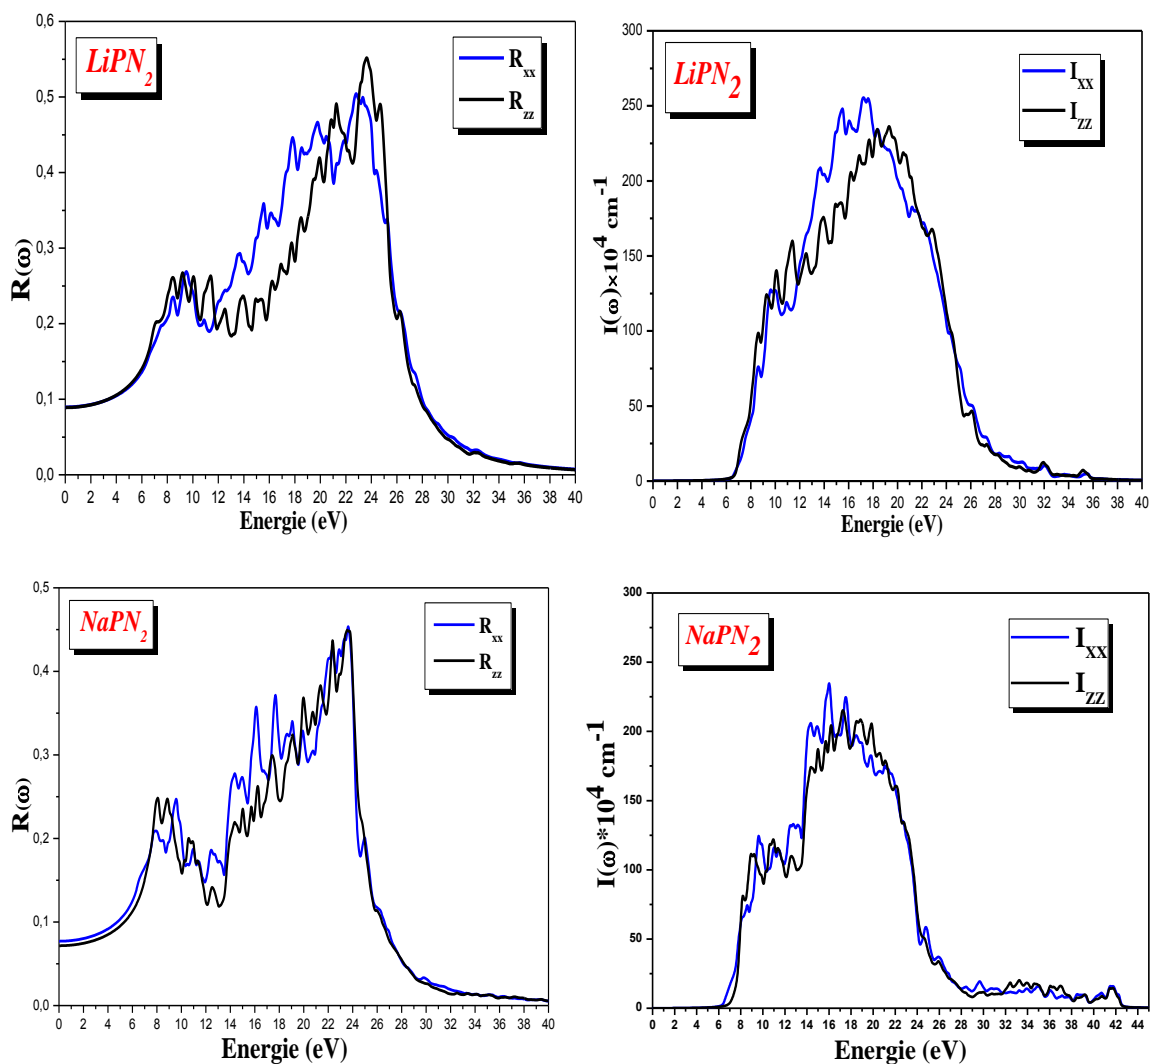 LiPN2
Rxx
Rzz
0,6
0,5
0,4
0,3
0,2
0,1
0,0
R(ω)
0 2 4 6 8 10 12 14 16 18 20 22 24 26 28 30 32 34 36 38 40
Energie (eV)
LiPN2
IXX
IZZ
300
250
200
150
100
50
0
I(ω)×10^4 cm^-1
0 2 4 6 8 10 12 14 16 18 20 22 24 26 28 30 32 34 36 38 40
Energie (eV)
NaPN2
Rxx
Rzz
0,5
0,4
0,3
0,2
0,1
0,0
R(ω)
0 2 4 6 8 10 12 14 16 18 20 22 24 26 28 30 32 34 36 38 40
Energie (eV)
NaPN2
IXX
IZZ
300
250
200
150
100
50
0
I(ω)*10^4 cm^-1
0 2 4 6 8 10 12 14 16 18 20 22 24 26 28 30 32 34 36 38 40 42 44
Energie (eV)